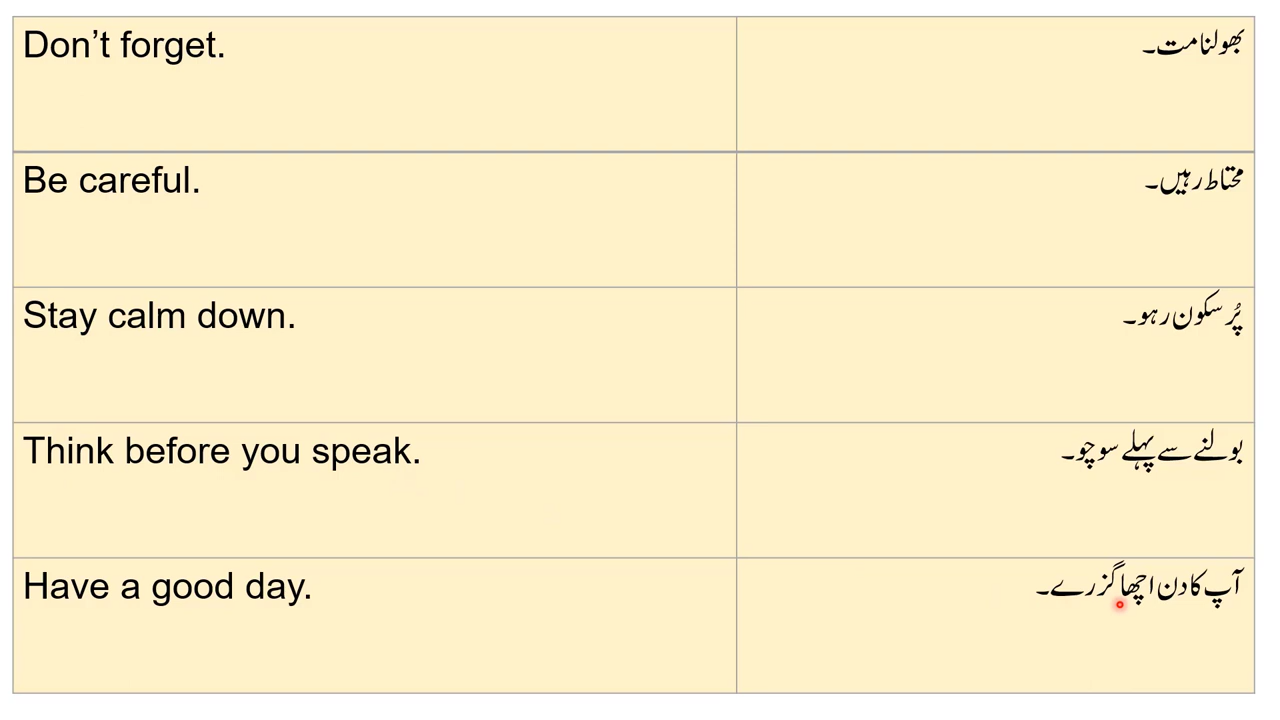 Don’t forget.
بھولنا مت۔
Be careful.
محتاط رہیں۔
Stay calm down.
پُر سکون رہو۔
Think before you speak.
بولنے سے پہلے سوچو۔
Have a good day.
آپ کا دن اچھا گزرے۔